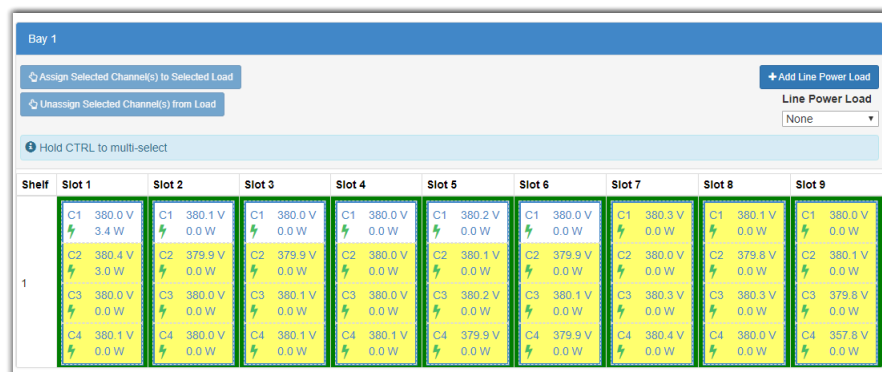 Bay 1
Assign Selected Channel(s) to Selected Load
+ Add Line Power Load
Unassign Selected Channel(s) from Load
Line Power Load
None
Hold CTRL to multi-select
Shelf Slot 1 Slot 2 Slot 3 Slot 4 Slot 5 Slot 6 Slot 7 Slot 8 Slot 9
C1 380.0 V C1 380.1 V C1 380.0 V C1 380.0 V C1 380.2 V C1 380.0 V C1 380.3 V C1 380.1 V C1 380.0 V
3.4 W 0.0 W 0.0 W 0.0 W 0.0 W 0.0 W 0.0 W 0.0 W 0.0 W
C2 380.4 V C2 379.9 V C2 379.9 V C2 380.0 V C2 380.1 V C2 379.9 V C2 380.0 V C2 379.8 V C2 380.1 V
3.0 W 0.0 W 0.0 W 0.0 W 0.0 W 0.0 W 0.0 W 0.0 W 0.0 W
1
C3 380.0 V C3 380.0 V C3 380.1 V C3 380.0 V C3 380.2 V C3 380.1 V C3 380.3 V C3 380.3 V C3 379.8 V
0.0 W 0.0 W 0.0 W 0.0 W 0.0 W 0.0 W 0.0 W 0.0 W 0.0 W
C4 380.1 V C4 380.0 V C4 380.1 V C4 380.1 V C4 379.9 V C4 379.9 V C4 380.4 V C4 380.0 V C4 357.8 V
0.0 W 0.0 W 0.0 W 0.0 W 0.0 W 0.0 W 0.0 W 0.0 W 0.0 W